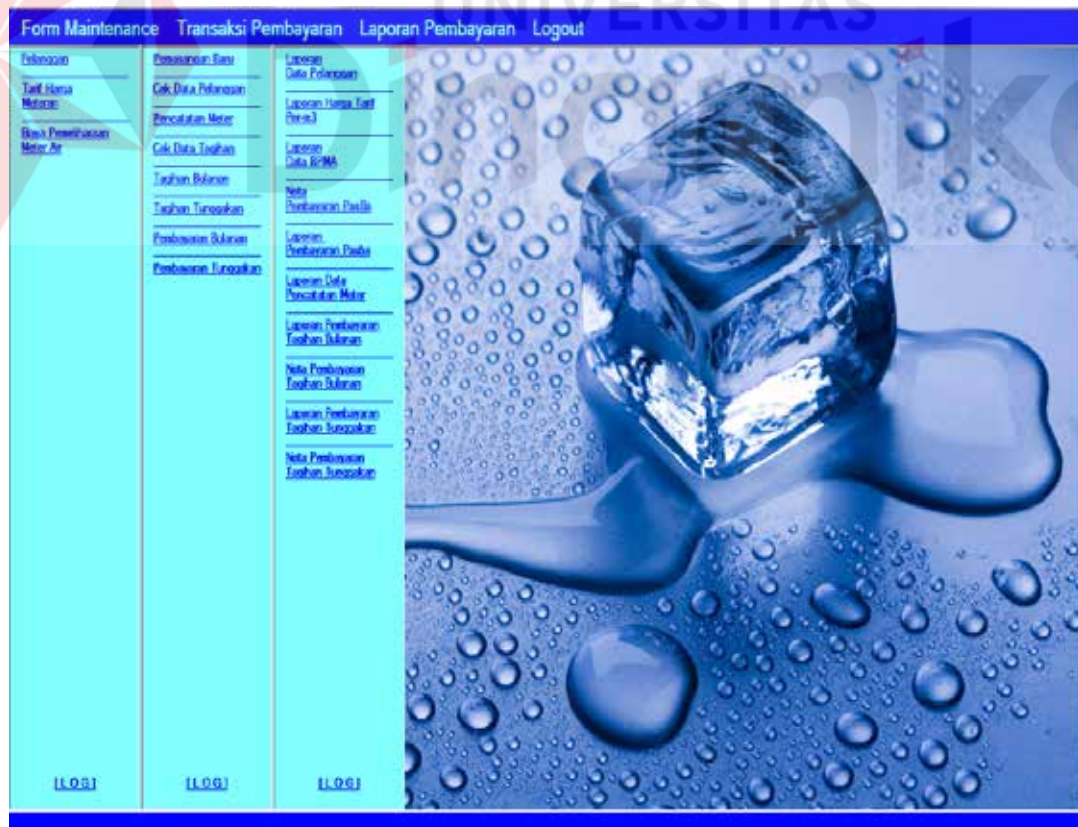 UNIVERSITAS
Form Maintenance Transaksi Pembayaran Laporan Pembayaran Logout
Pelanggan
Tarif Harga
Meteran
Biaya Pemeliharaan
Meter Air
[LOG]
Pemasangan Baru
Cek Data Pelanggan
Pencatatan Meter
Cek Data Tagihan
Tagihan Bulanan
Tagihan Tunggakan
Pembayaran Bulanan
Pembayaran Tunggakan
[LOG]
Laporan
Data Pelanggan
Laporan Harga Tarif
Per-m3
Laporan
Data BPMA
Nota
Pembayaran PasBa
Laporan
Pembayaran Pasba
Laporan Data
Pencatatan Meter
Laporan Pembayaran
Tagihan Bulanan
Nota Pembayaran
Tagihan Bulanan
Laporan Pembayaran
Tagihan Tunggakan
Nota Pembayaran
Tagihan Tunggakan
[LOG]